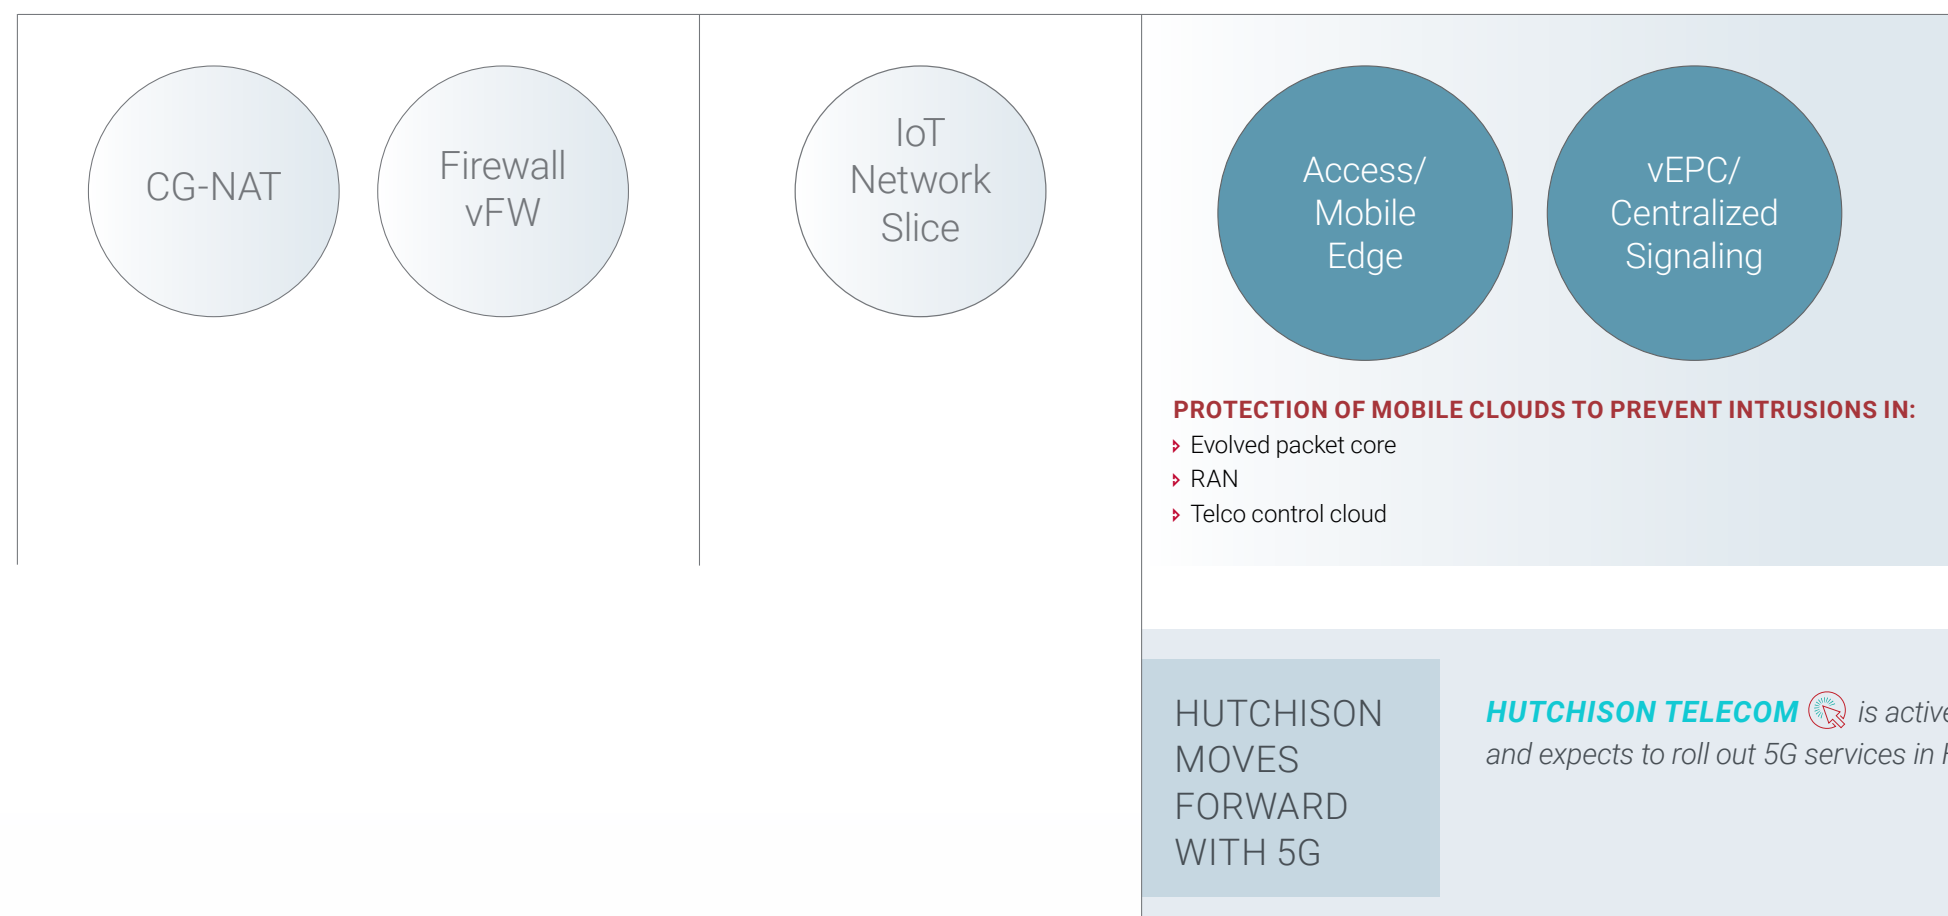 CG-NAT
Firewall
vFW
IoT
Network
Slice
Access/
Mobile
Edge
vEPC/
Centralized
Signaling
PROTECTION OF MOBILE CLOUDS TO PREVENT INTRUSIONS IN:
Evolved packet core
RAN
Telco control cloud
HUTCHISON
MOVES
FORWARD
WITH 5G
HUTCHISON TELECOM is
and expects to roll out 5G services in